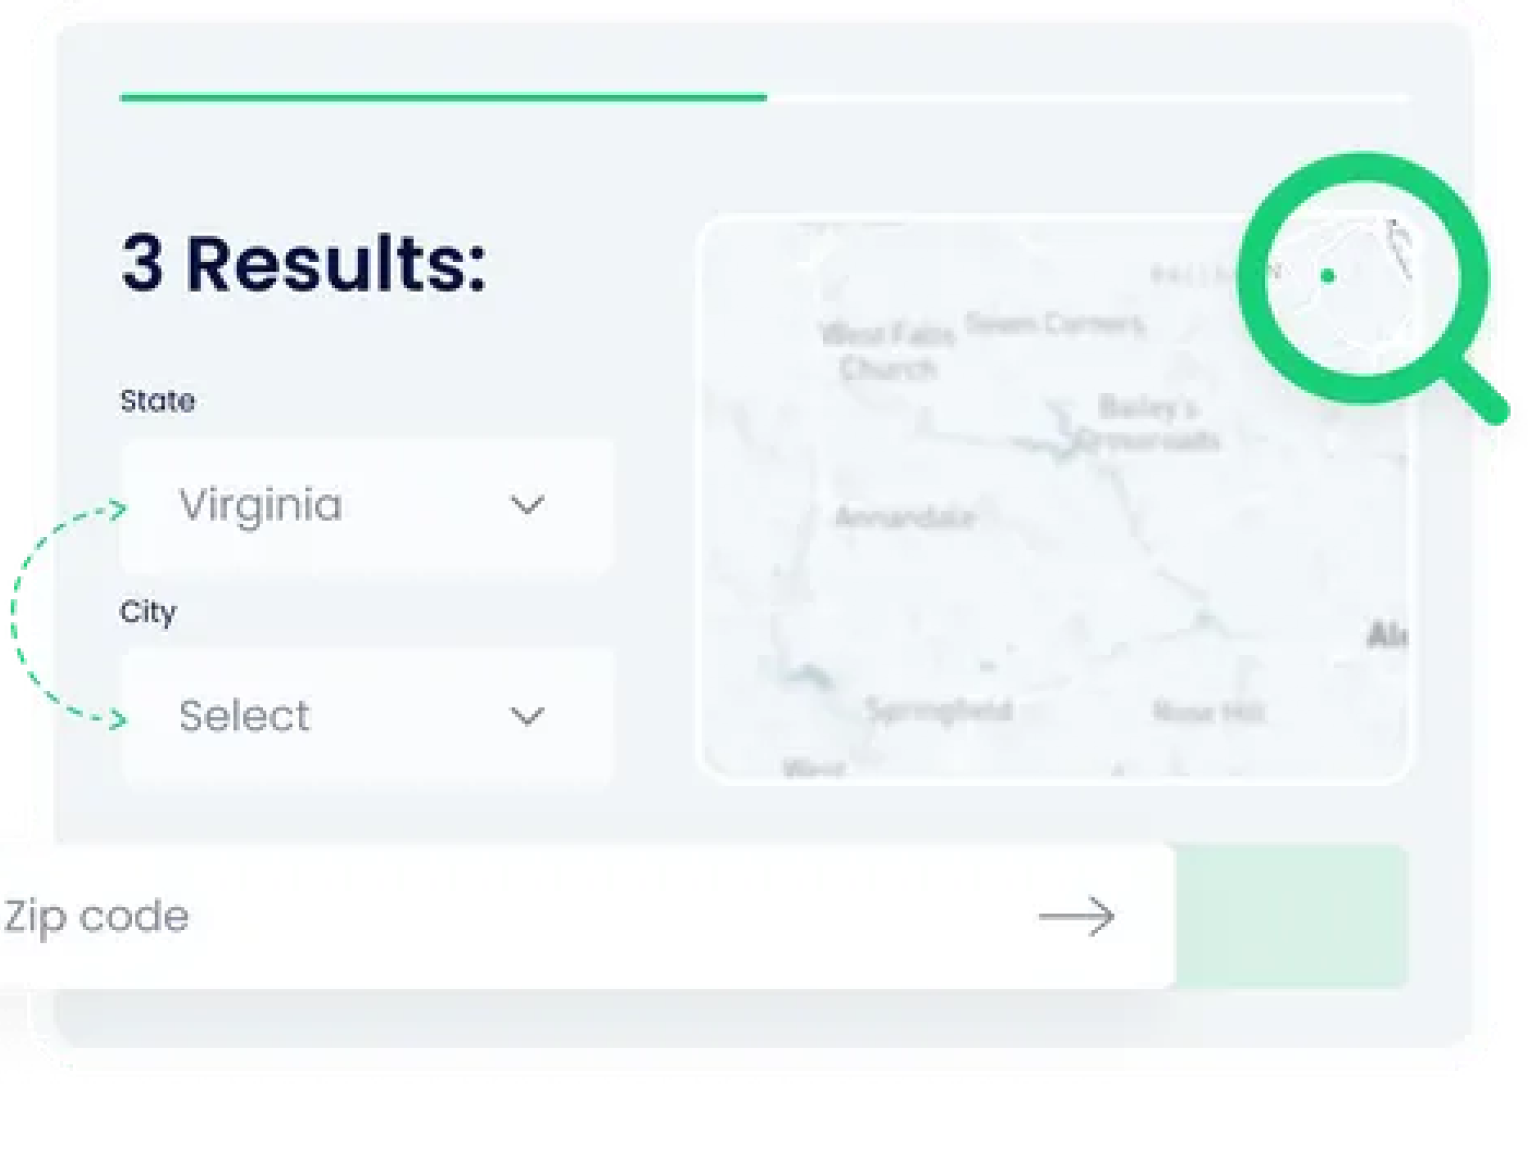 3 Results:
State
Virginia
City
Select
Zip code
West Falls
Church
Seven Corners
Bailey's
Crossroads
Annandale
Springfield
Rose Hill
West
Ale